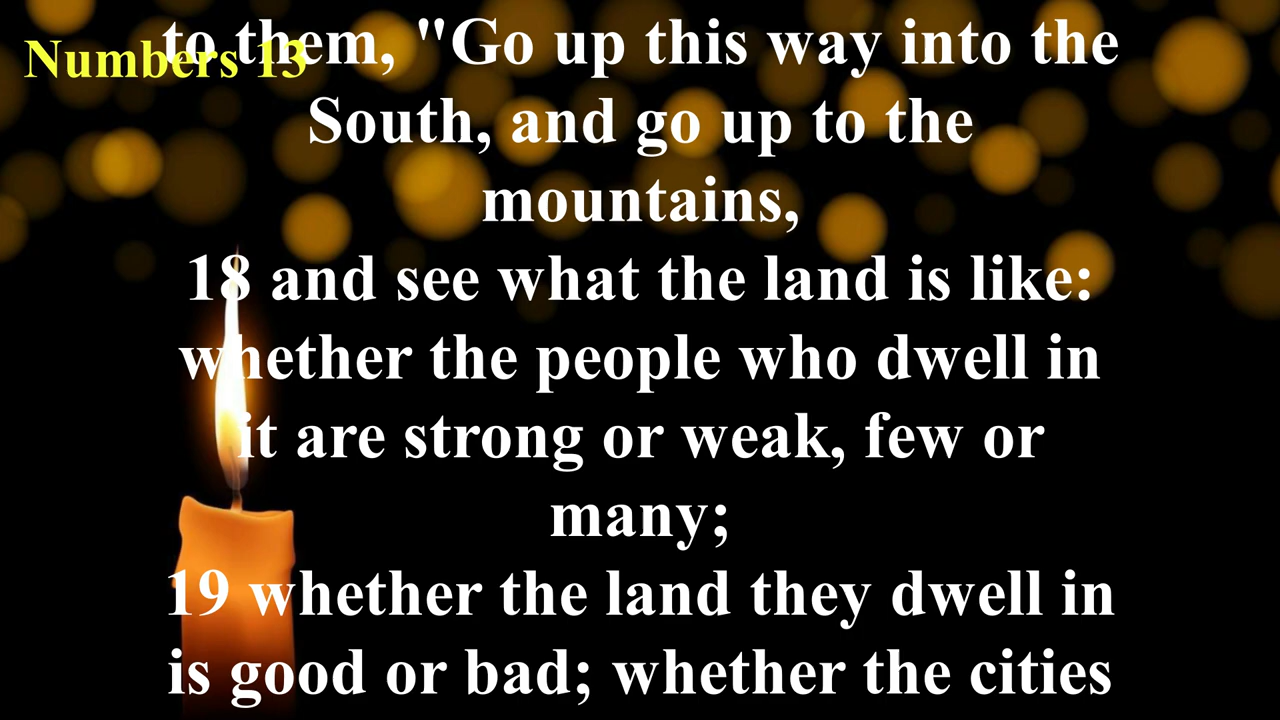 Numbers 13
to them, "Go up this way into the
South, and go up to the
mountains,
18 and see what the land is like:
whether the people who dwell in
it are strong or weak, few or
many;
19 whether the land they dwell in
is good or bad; whether the cities